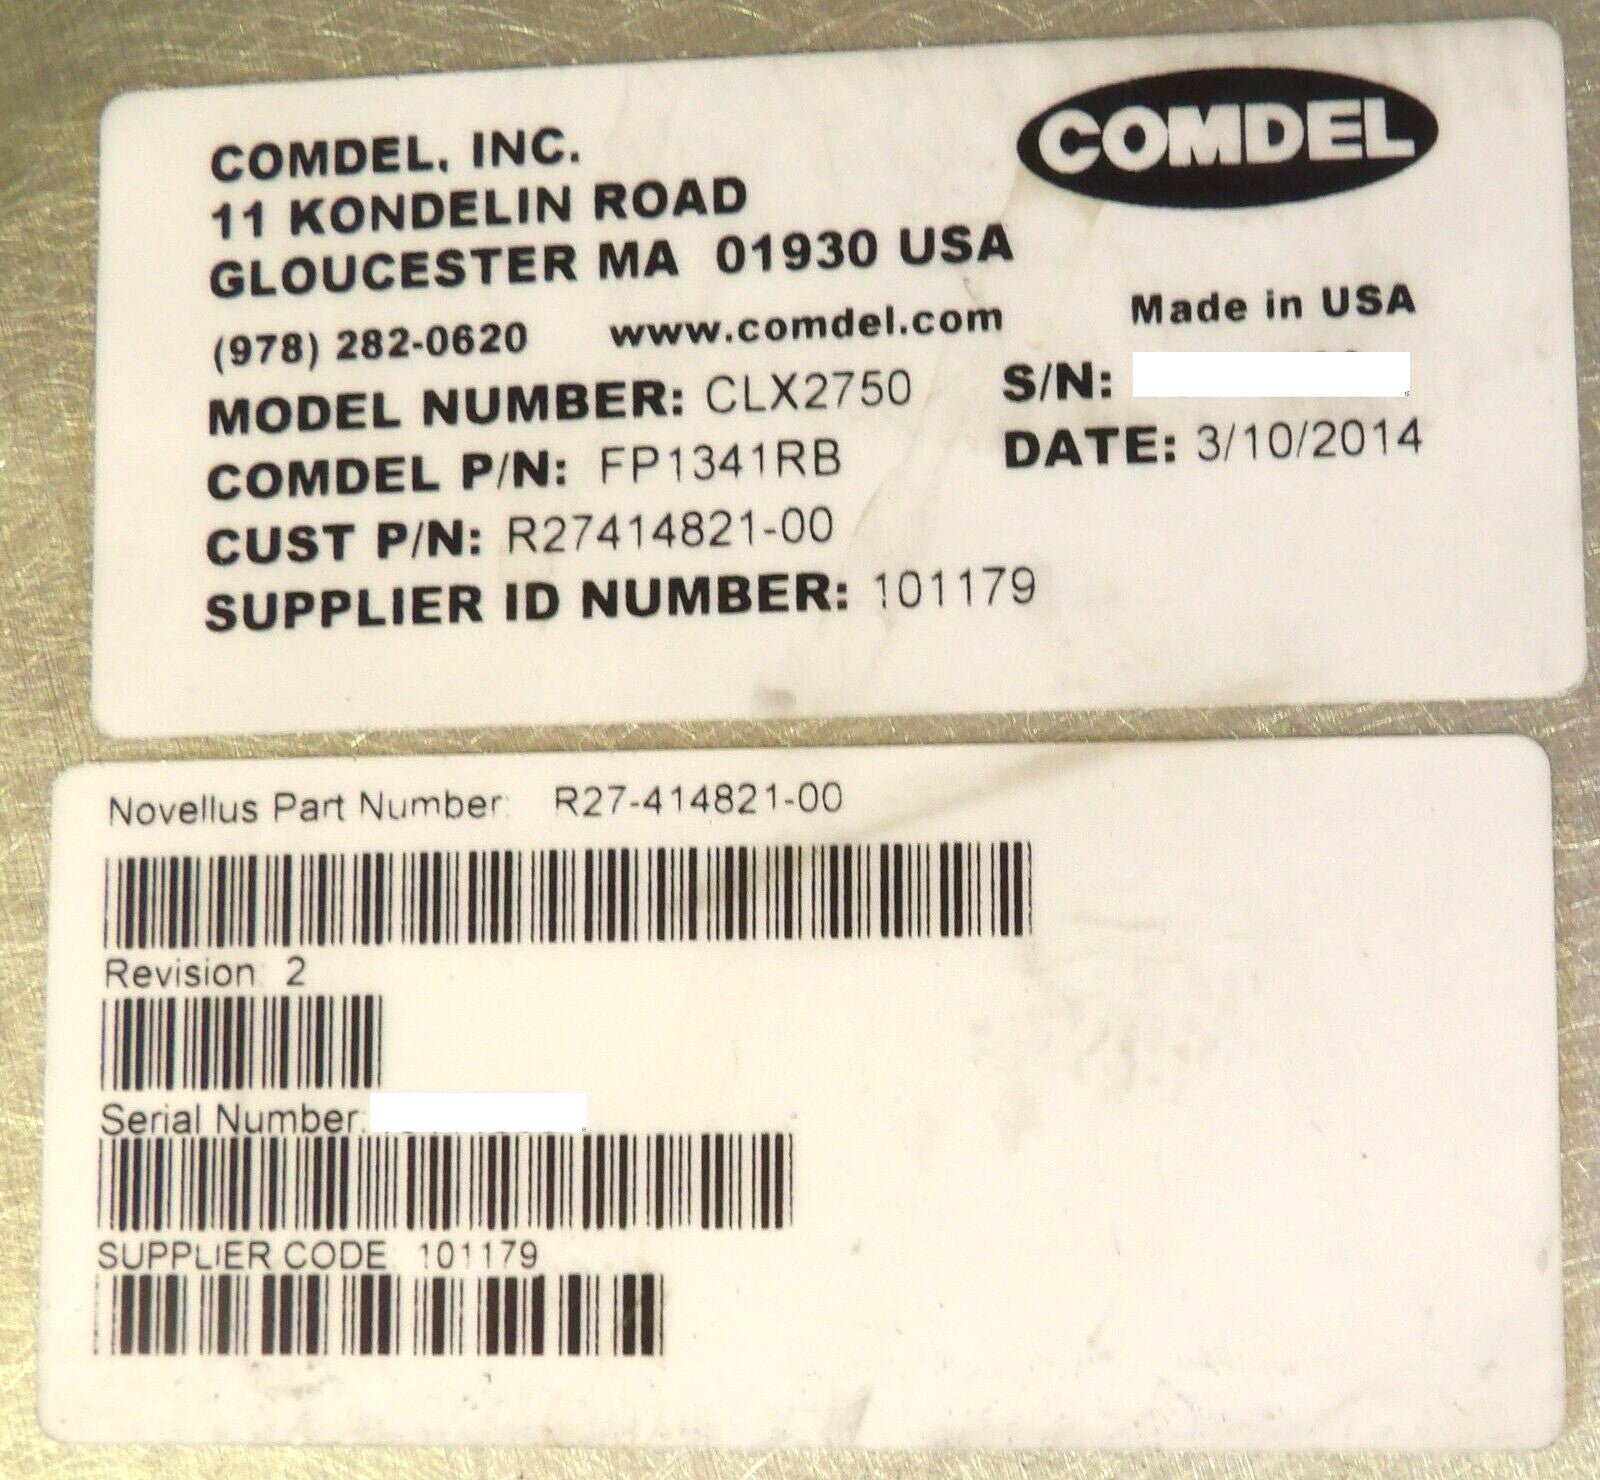 COMDEL
COMDEL, INC.
11 KONDELIN ROAD
GLOUCESTER MA 01930 USA
(978) 282-0620 www.comdel.com Made in USA
MODEL NUMBER: CLX2750 S/N:
COMDEL P/N: FP1341RB DATE: 3/10/2014
CUST P/N: R27414821-00
SUPPLIER ID NUMBER: 101179
Novellus Part Number: R27-414821-00
Revision: 2
Serial Number:
SUPPLIER CODE: 101179